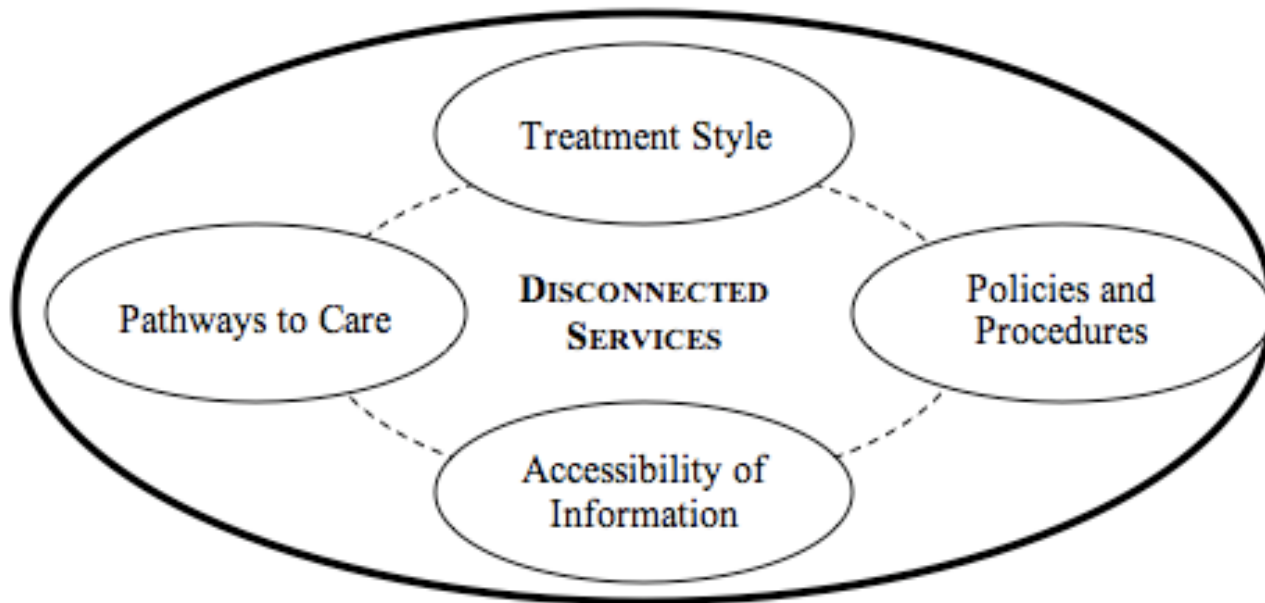 Treatment Style
Pathways to Care
DISCONNECTED
SERVICES
Policies and
Procedures
Accessibility of
Information